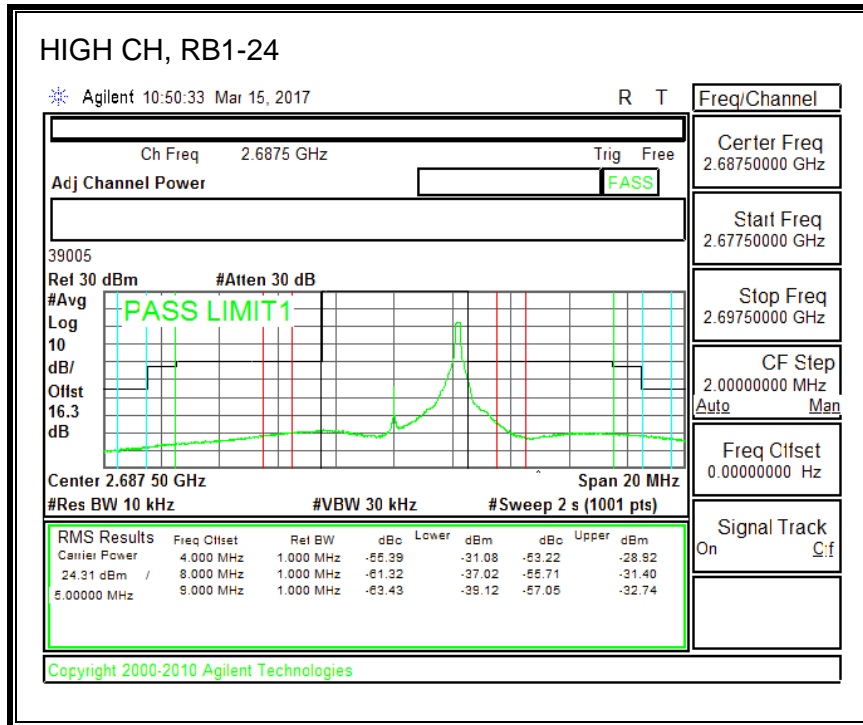 HIGH CH, RB1-24
Agilent 10:50:33 Mar 15, 2017 R T
Freq/Channel
Ch Freq 2.6875 GHz Trig Free
Adj Channel Power PASS
Center Freq
2.68750000 GHz
Start Freq
2.67750000 GHz
Stop Freq
2.69750000 GHz
CF Step
2.00000000 MHz
Auto Man
Freq Offset
0.00000000 Hz
Signal Track
On Off
39005
Ref 30 dBm #Atten 30 dB
#Avg
Log
10
dB/
Offst
16.3
dB
PASS LIMIT1
Center 2.687 50 GHz Span 20 MHz
#Res BW 10 kHz #VBW 30 kHz #Sweep 2 s (1001 pts)
RMS Results Freq Offset Ref BW dBc Lower dBm dBc Upper dBm
Carrier Power 4.000 MHz 1.000 MHz -55.39 -31.08 -53.22 -28.92
24.31 dBm / 8.000 MHz 1.000 MHz -61.32 -37.02 -55.71 -31.40
5.00000 MHz 9.000 MHz 1.000 MHz -63.43 -39.12 -57.05 -32.74
Copyright 2000-2010 Agilent Technologies